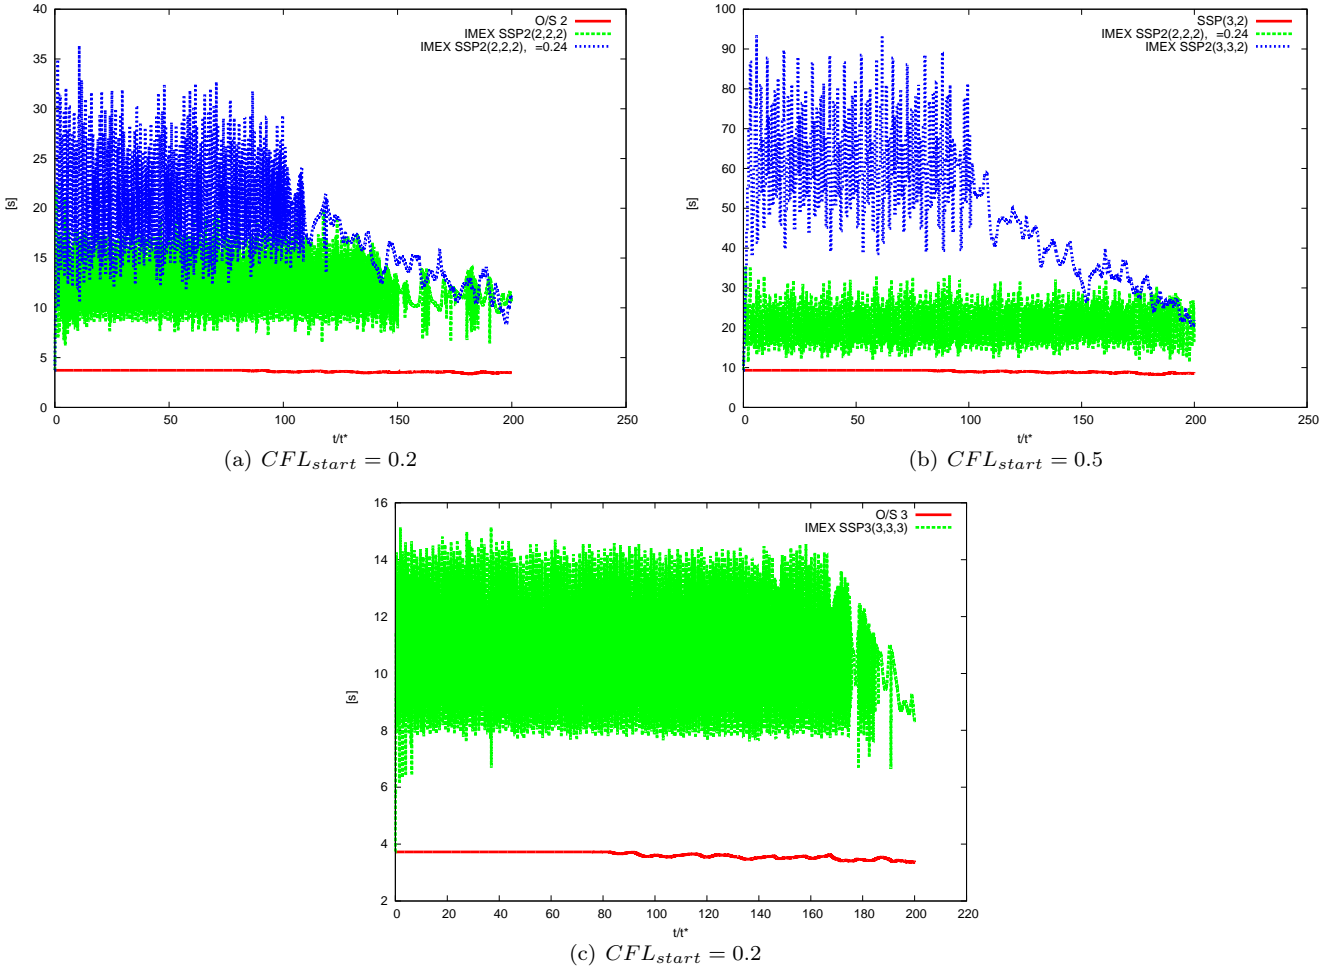 40
35
30
25
20
15
10
5
0
[s]
0 50 100 150 200 250
t/t*
O/S 2
IMEX SSP2(2,2,2)
IMEX SSP2(2,2,2), =0.24
(a) CFLstart = 0.2
[s]
100
90
80
70
60
50
40
30
20
10
0
0 50 100 150 200 250
t/t*
SSP(3,2)
IMEX SSP2(2,2,2), =0.24
IMEX SSP2(3,3,2)
(b) CFLstart = 0.5
16
14
12
10
8
6
4
2
[s]
0 20 40 60 80 100 120 140 160 180 200 220
t/t*
O/S 3
IMEX SSP3(3,3,3)
(c) CFLstart = 0.2